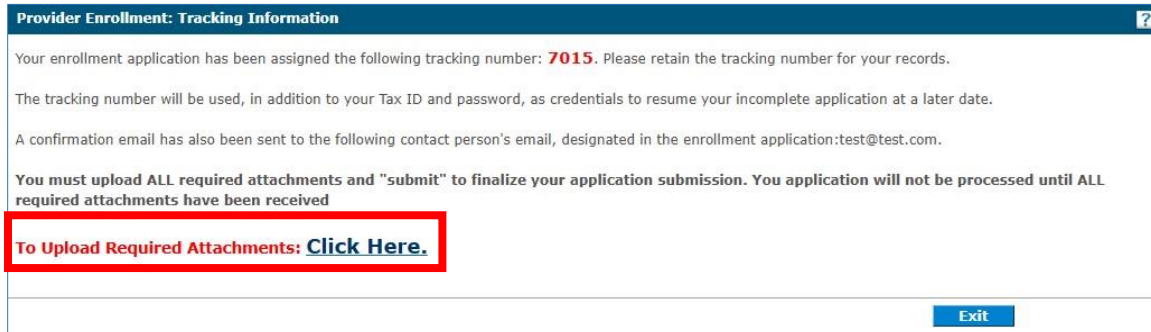 Provider Enrollment: Tracking Information ?
Your enrollment application has been assigned the following tracking number: 7015. Please retain the tracking number for your records.
The tracking number will be used, in addition to your Tax ID and password, as credentials to resume your incomplete application at a later date.
A confirmation email has also been sent to the following contact person's email, designated in the enrollment application:test@test.com.
You must upload ALL required attachments and "submit" to finalize your application submission. You application will not be processed until ALL
required attachments have been received
To Upload Required Attachments: Click Here.
Exit